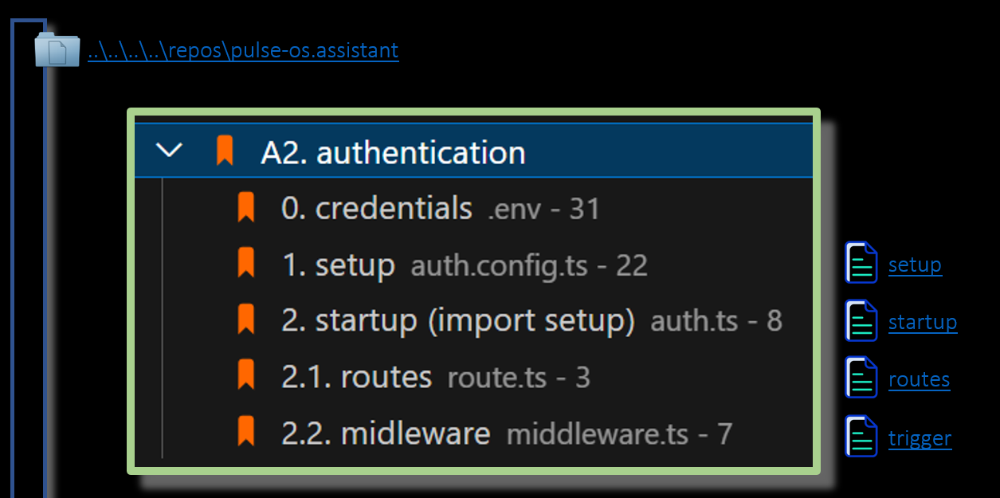 ..\..\..\..\repos\pulse-os.assistant
A2. authentication
0. credentials .env - 31
1. setup auth.config.ts - 22
setup
2. startup (import setup) auth.ts - 8
startup
2.1. routes route.ts - 3
routes
2.2. midleware middleware.ts - 7
trigger